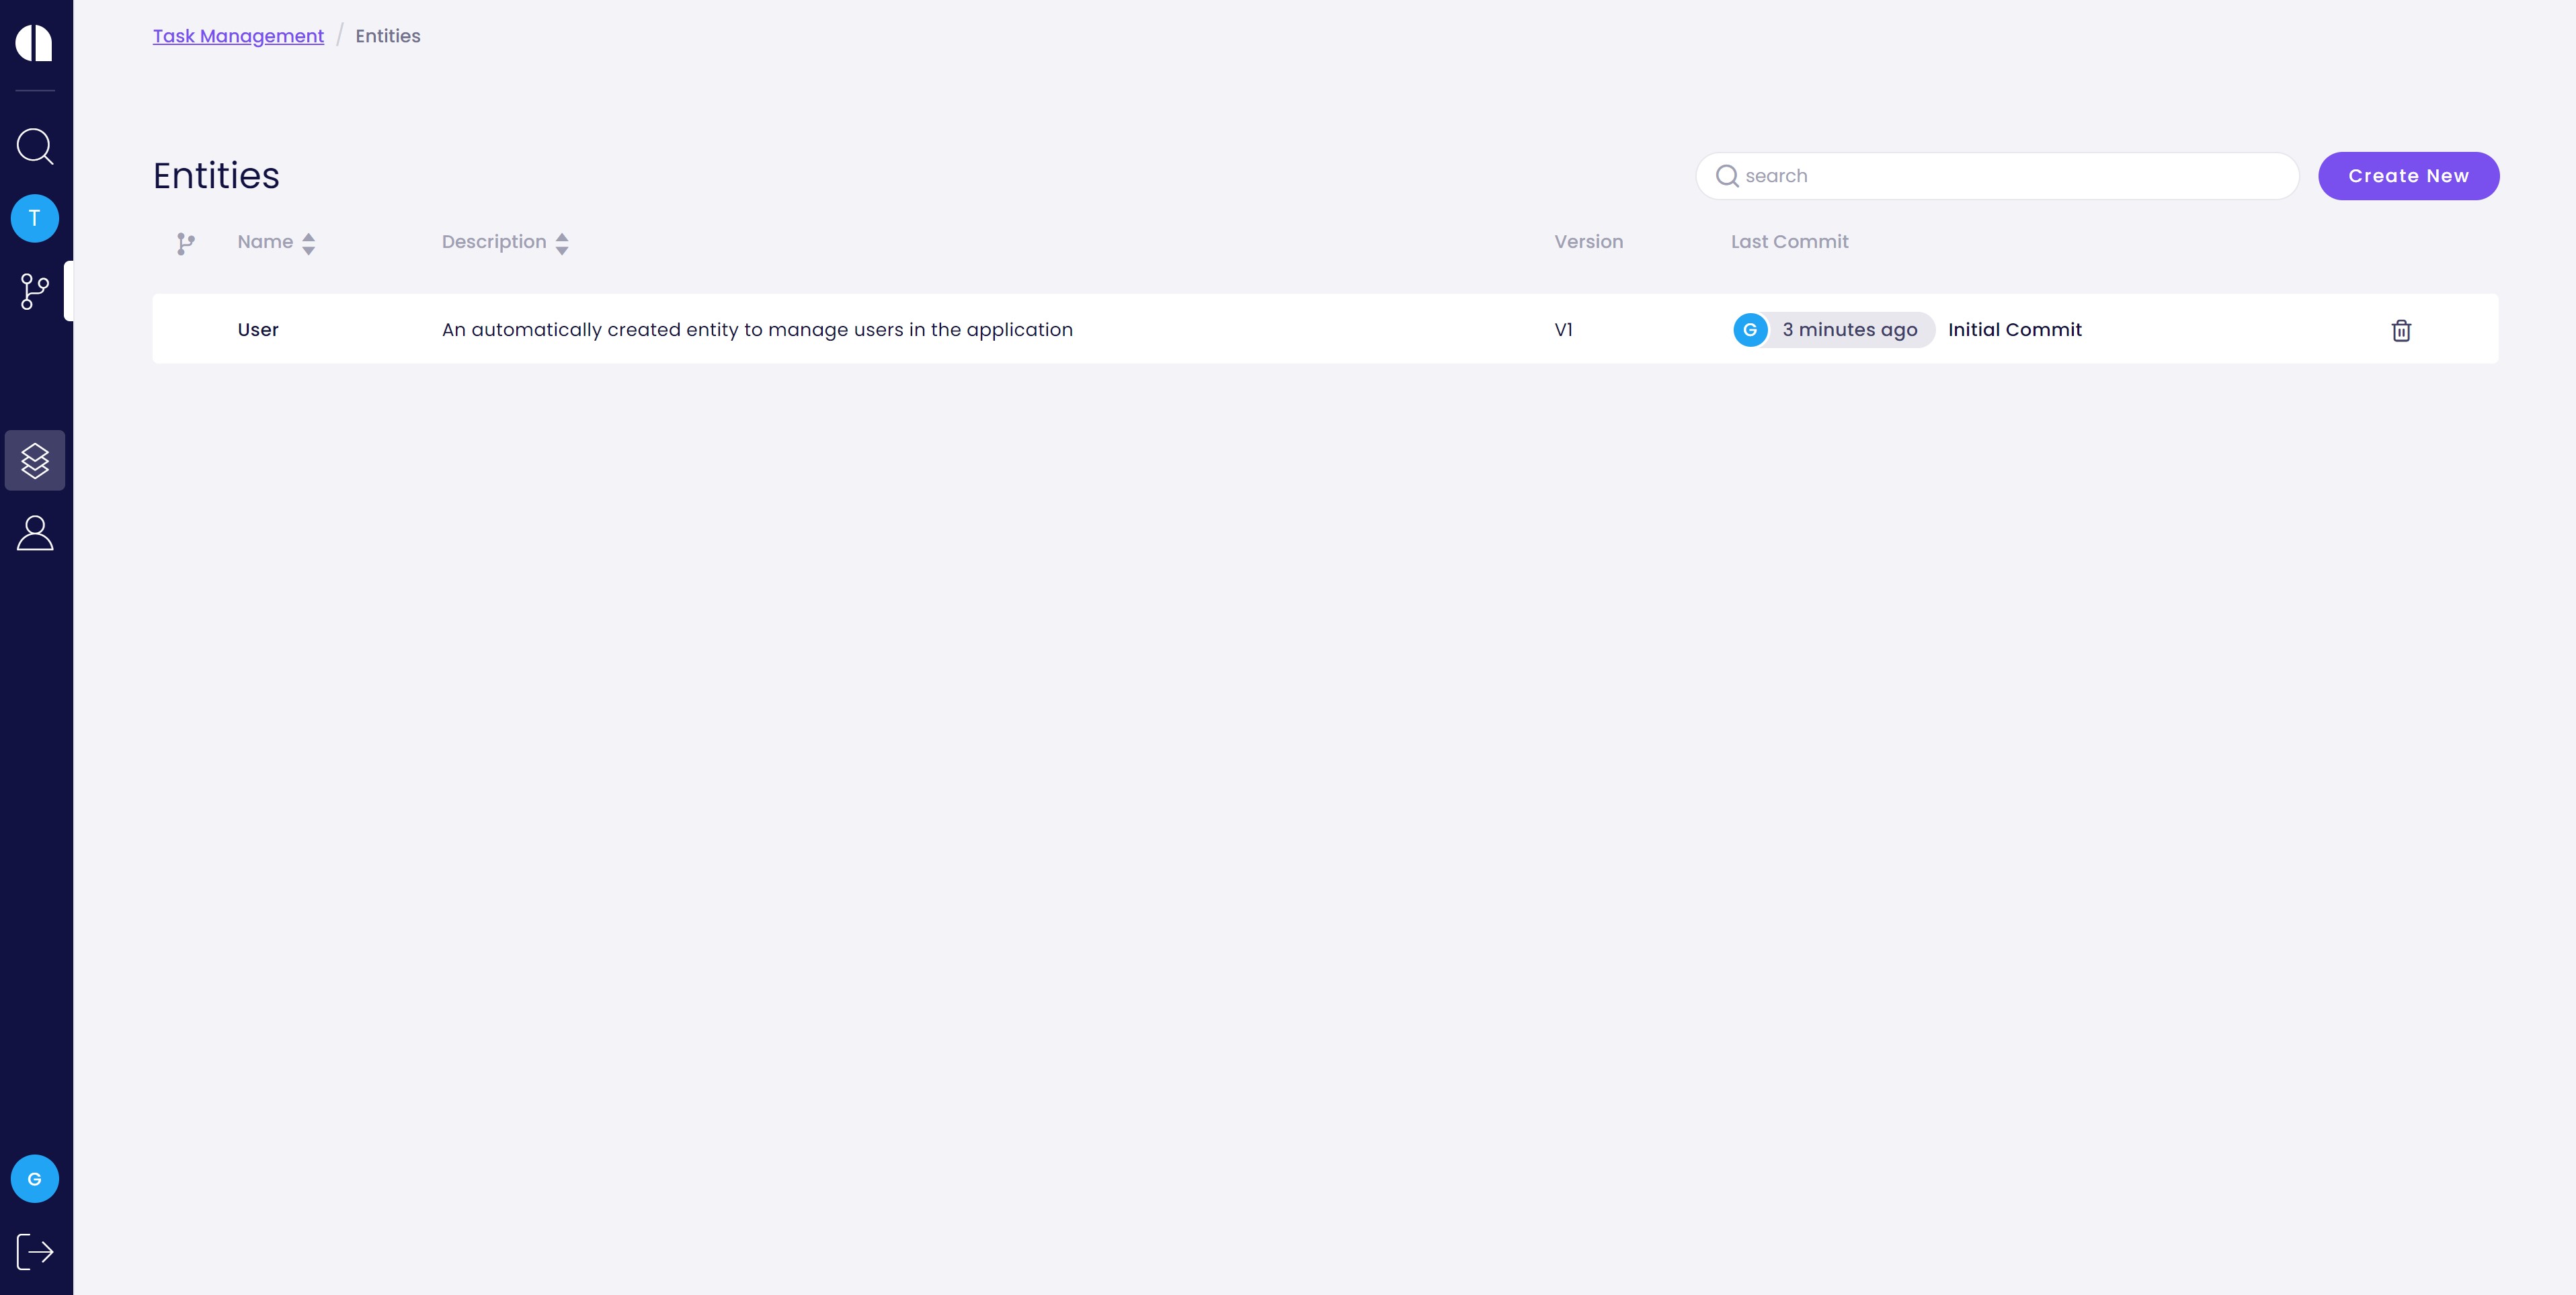 Task Management / Entities
Entities
search
Create New
Name Description Version Last Commit
User An automatically created entity to manage users in the application V1 G 3 minutes ago Initial Commit
T
G